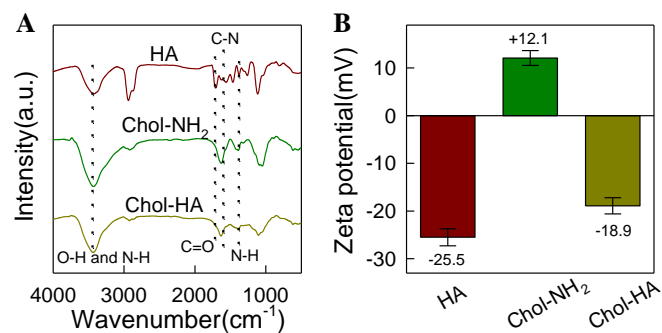 A
C-N
HA
Chol-NH2
Chol-HA
O-H and N-H
C=O
N-H
Intensity(a.u.)
4000 3000 2000 1000
Wavenumber(cm-1)
B
+12.1
10
0
-10
-20
-30
-25.5
-18.9
Zeta potential(mV)
HA
Chol-NH2
Chol-HA